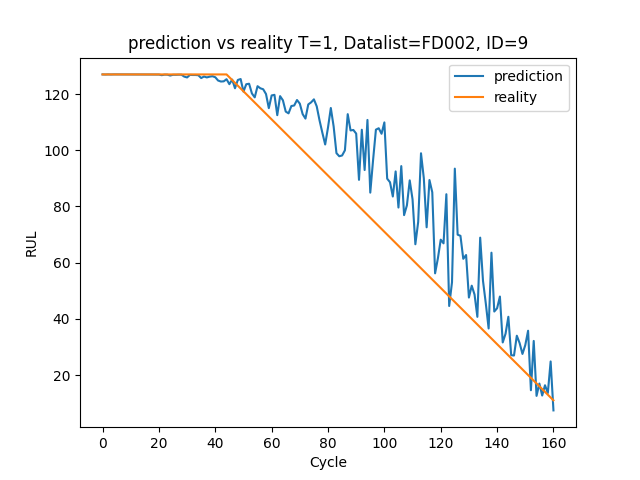 prediction vs reality T=1, Datalist=FD002, ID=9
prediction
reality
RUL
120
100
80
60
40
20
0 20 40 60 80 100 120 140 160
Cycle